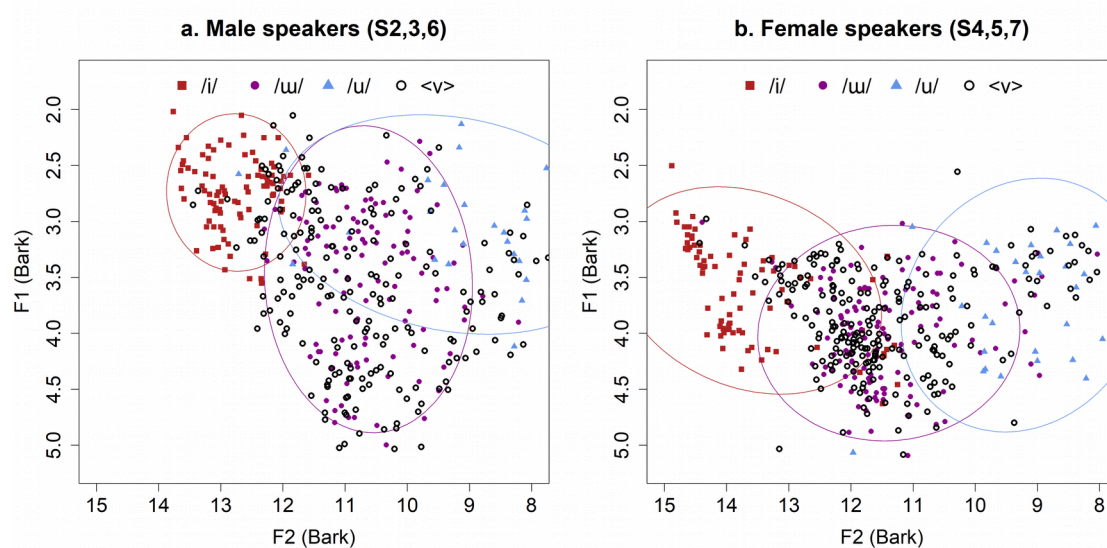 a. Male speakers (S2,3,6)
/i/ /ɯ/ /u/ <v>
F1 (Bark)
2.0
2.5
3.0
3.5
4.0
4.5
5.0
15 14 13 12 11 10 9 8
F2 (Bark)
b. Female speakers (S4,5,7)
/i/ /ɯ/ /u/ <v>
F1 (Bark)
2.0
2.5
3.0
3.5
4.0
4.5
5.0
15 14 13 12 11 10 9 8
F2 (Bark)